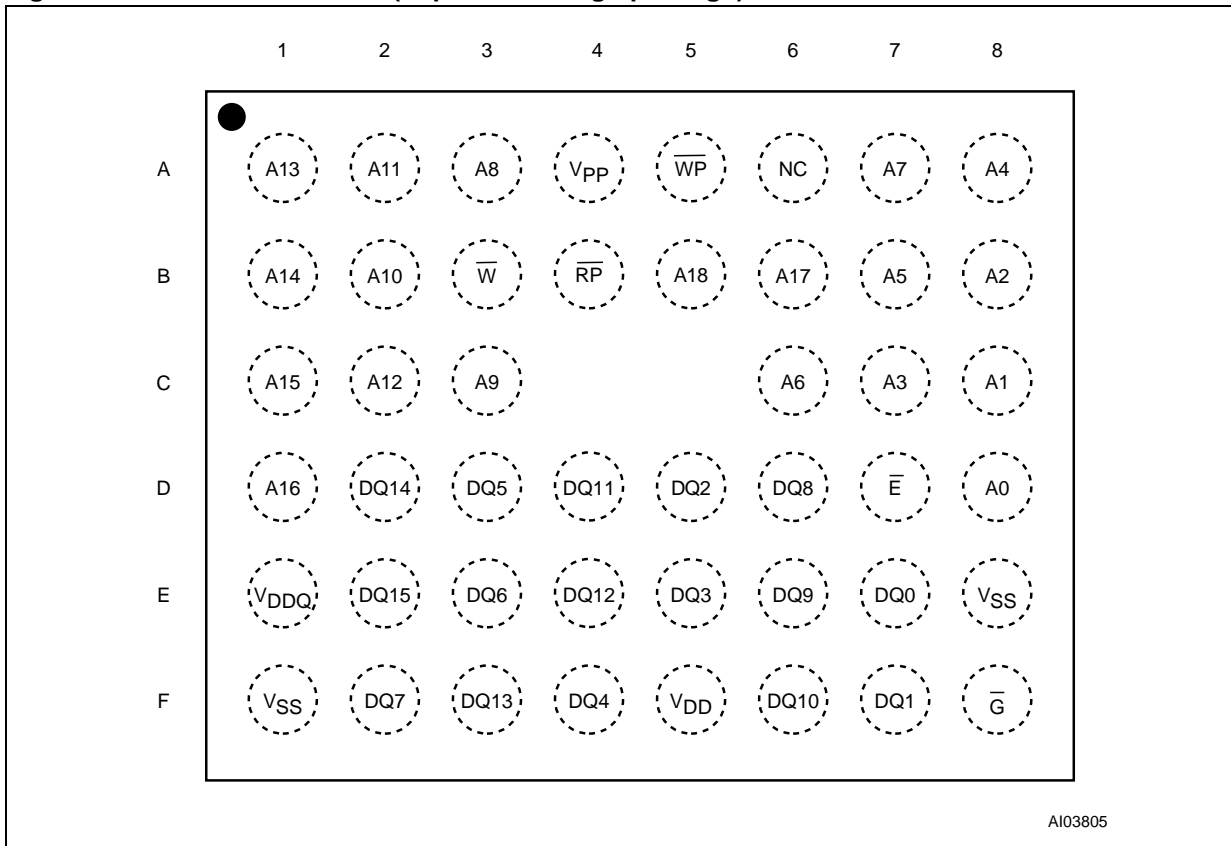 1 2 3 4 5 6 7 8
A A13 A11 A8 VPP W̅P̅ NC A7 A4
B A14 A10 W̅ R̅P̅ A18 A17 A5 A2
C A15 A12 A9 A6 A3 A1
D A16 DQ14 DQ5 DQ11 DQ2 DQ8 E̅ A0
E VDDQ DQ15 DQ6 DQ12 DQ3 DQ9 DQ0 VSS
F VSS DQ7 DQ13 DQ4 VDD DQ10 DQ1 G̅
AI03805